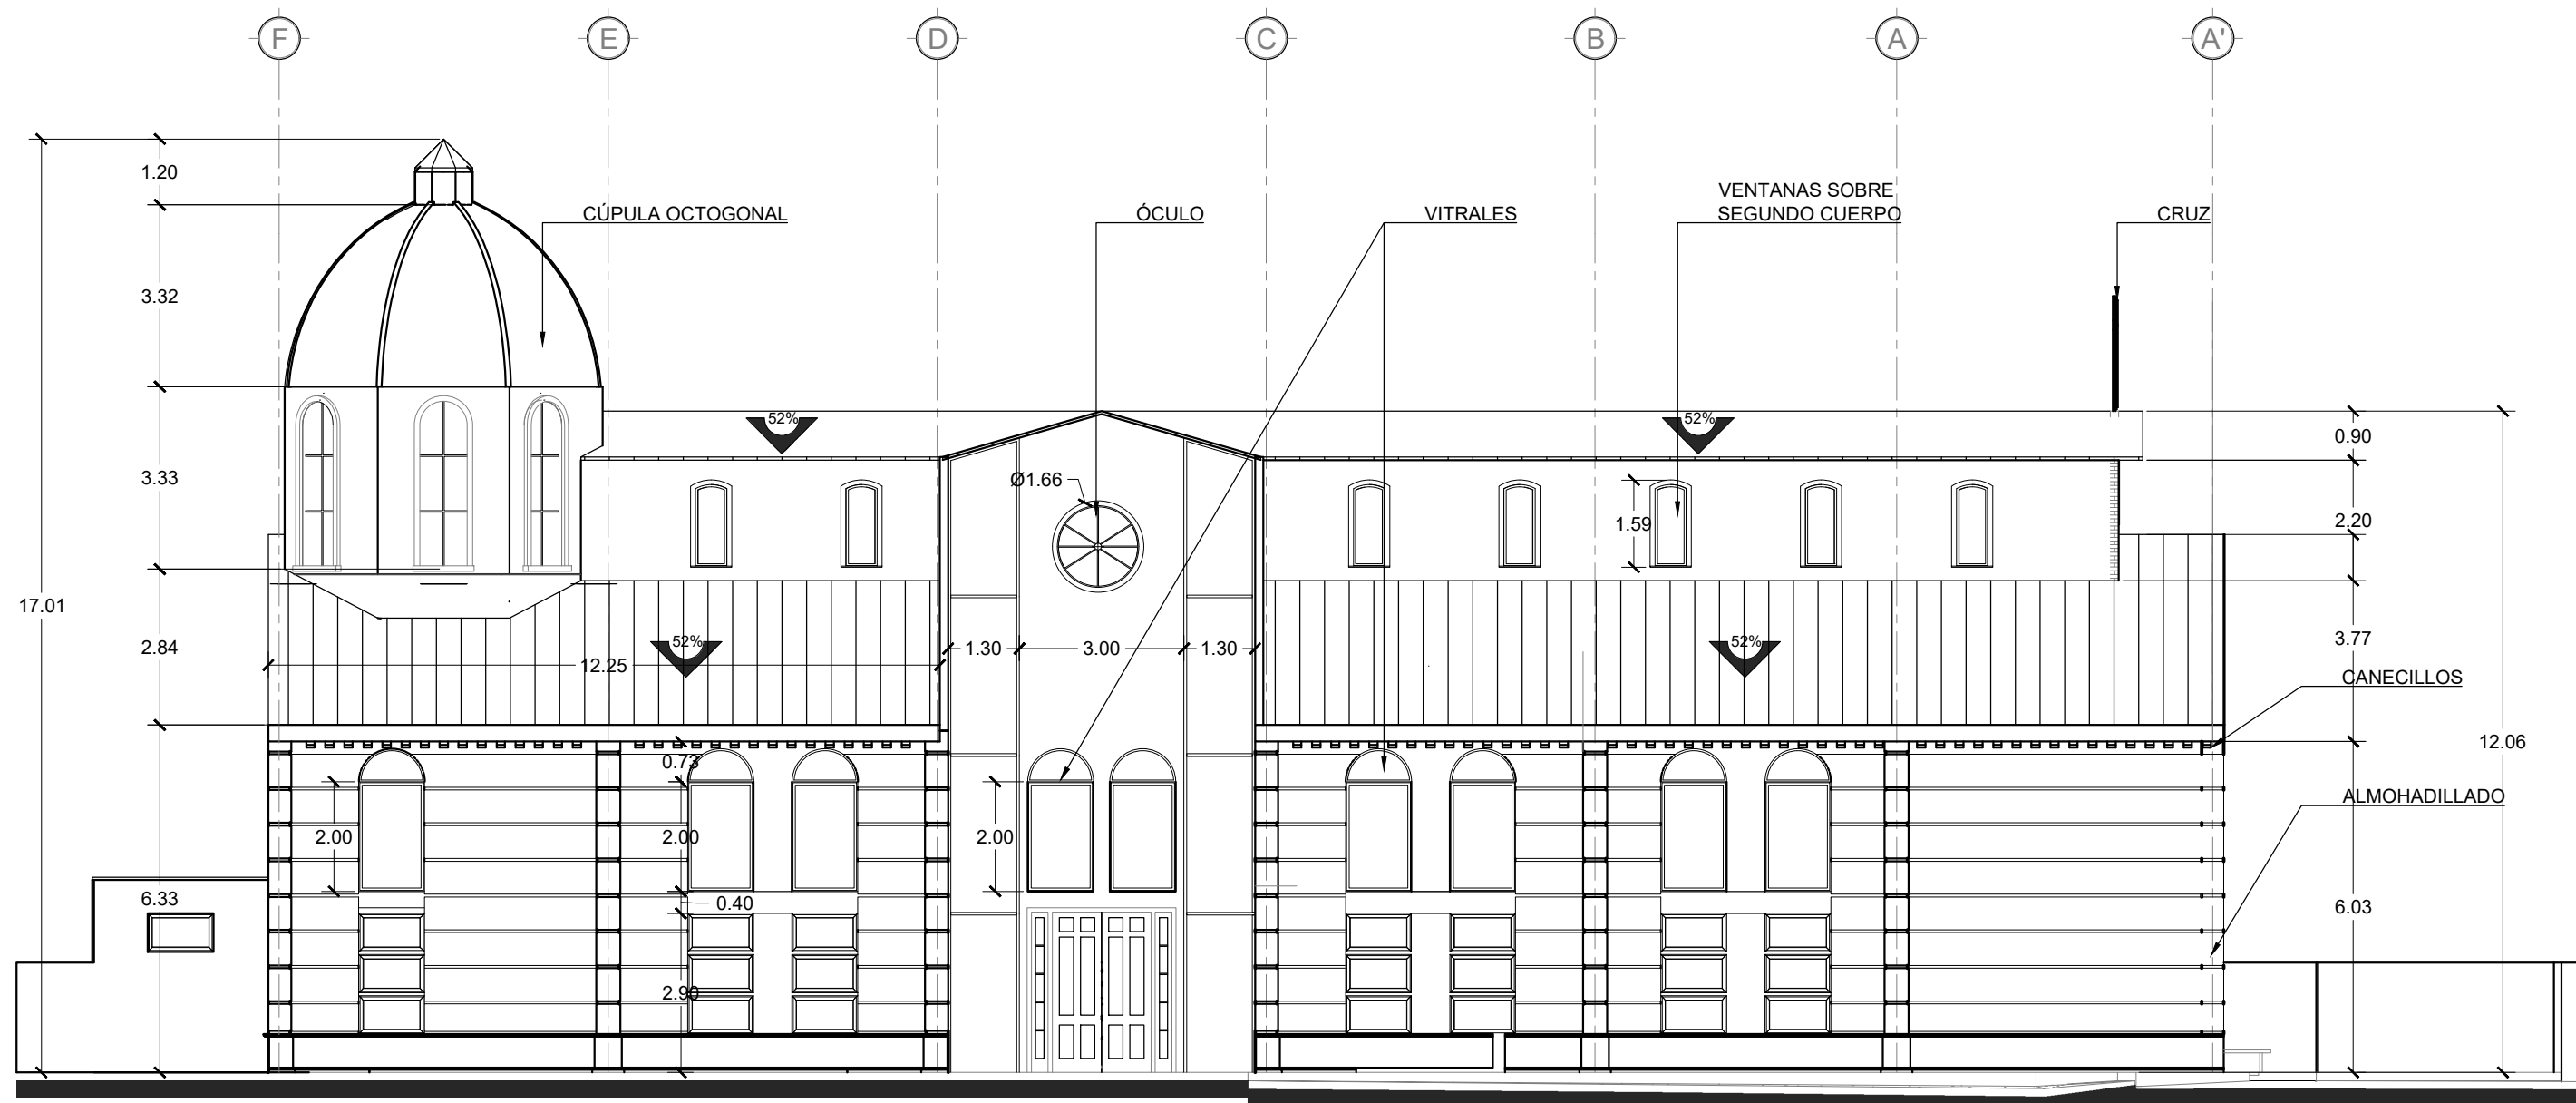 F
E
D
C
B
A
A'
1.20
3.32
3.33
17.01
2.84
6.33
CÚPULA OCTOGONAL
ÓCULO
VITRALES
VENTANAS SOBRE
SEGUNDO CUERPO
CRUZ
52%
52%
Ø1.66
1.59
0.90
2.20
12.25
52%
1.30
3.00
1.30
52%
3.77
CANECILLOS
12.06
0.73
ALMOHADILLADO
2.00
2.00
2.00
0.40
6.03
2.90